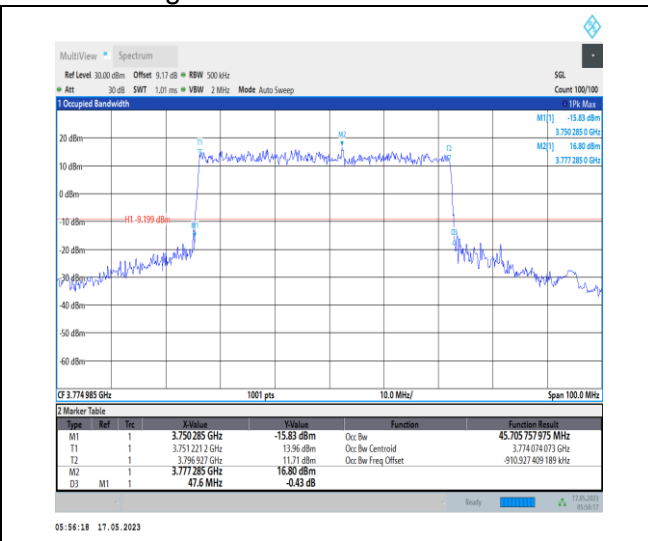 MultiView Spectrum
Ref Level 30.00 dBm Offset 9.17 dB RBW 500 kHz SGL
Att 30 dB SWT 1.01 ms VBW 2 MHz Mode Auto Sweep Count 100/100
1 Occupied Bandwidth 1Pk Max
M1[1] -15.83 dBm
3.750 285 0 GHz
M2[1] 16.80 dBm
3.777 285 0 GHz
M2
T1
T2
20 dBm
10 dBm
0 dBm
H1 -9.199 dBm
-10 dBm
M1
D3
-20 dBm
-30 dBm
-40 dBm
-50 dBm
-60 dBm
CF 3.774 985 GHz 1001 pts 10.0 MHz/ Span 100.0 MHz
2 Marker Table
Type Ref Trc X-Value Y-Value Function Function Result
M1 1 3.750 285 GHz -15.83 dBm Occ Bw 45.705 757 975 MHz
T1 1 3.751 221 2 GHz 13.96 dBm Occ Bw Centroid 3.774 074 073 GHz
T2 1 3.796 927 GHz 11.71 dBm Occ Bw Freq Offset -910.927 409 189 kHz
M2 1 3.777 285 GHz 16.80 dBm
D3 M1 1 47.6 MHz -0.43 dB
Ready 17.05.2023
05:56:17
05:56:18 17.05.2023